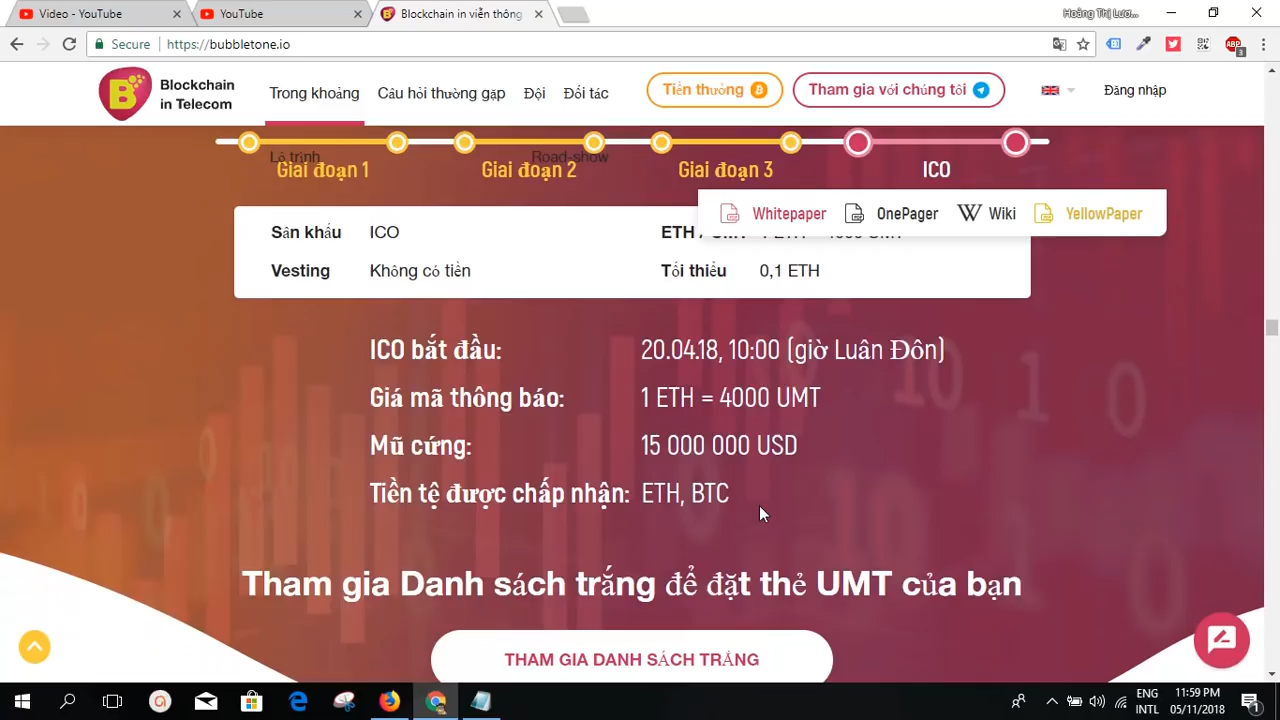 Video - YouTube
YouTube
Blockchain in viễn thông
Hoàng Thị Lươ...
Secure
https://bubbletone.io
Blockchain
in Telecom
Trong khoảng
Câu hỏi thường gặp
Đội
Đối tác
Tiền thưởng
Tham gia với chúng tôi
Đăng nhập
Lộ trình
Road-show
Giai đoạn 1
Giai đoạn 2
Giai đoạn 3
ICO
Whitepaper
OnePager
Wiki
YellowPaper
Sân khấu
ICO
Vesting
Không có tiền
Tối thiểu
0,1 ETH
ICO bắt đầu:
20.04.18, 10:00 (giờ Luân Đôn)
Giá mã thông báo:
1 ETH = 4000 UMT
Mũ cứng:
15 000 000 USD
Tiền tệ được chấp nhận:
ETH, BTC
Tham gia Danh sách trắng để đặt thẻ UMT của bạn
THAM GIA DANH SÁCH TRẮNG
ENG
INTL
11:59 PM
05/11/2018